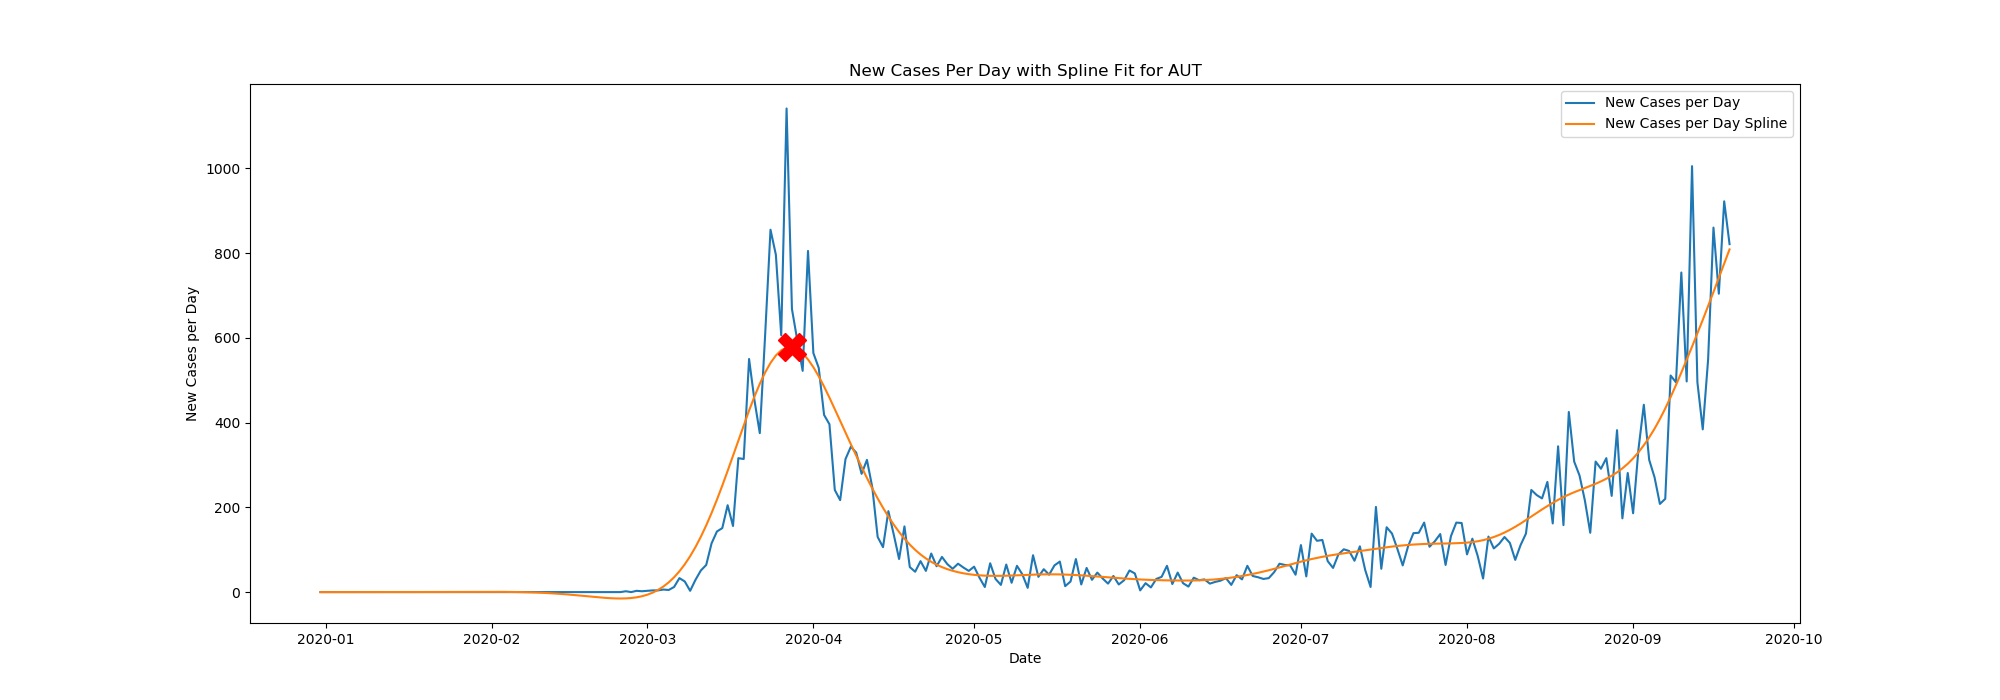 New Cases Per Day with Spline Fit for AUT
New Cases per Day
New Cases per Day Spline
1000
800
600
400
200
0
New Cases per Day
2020-01 2020-02 2020-03 2020-04 2020-05 2020-06 2020-07 2020-08 2020-09 2020-10
Date